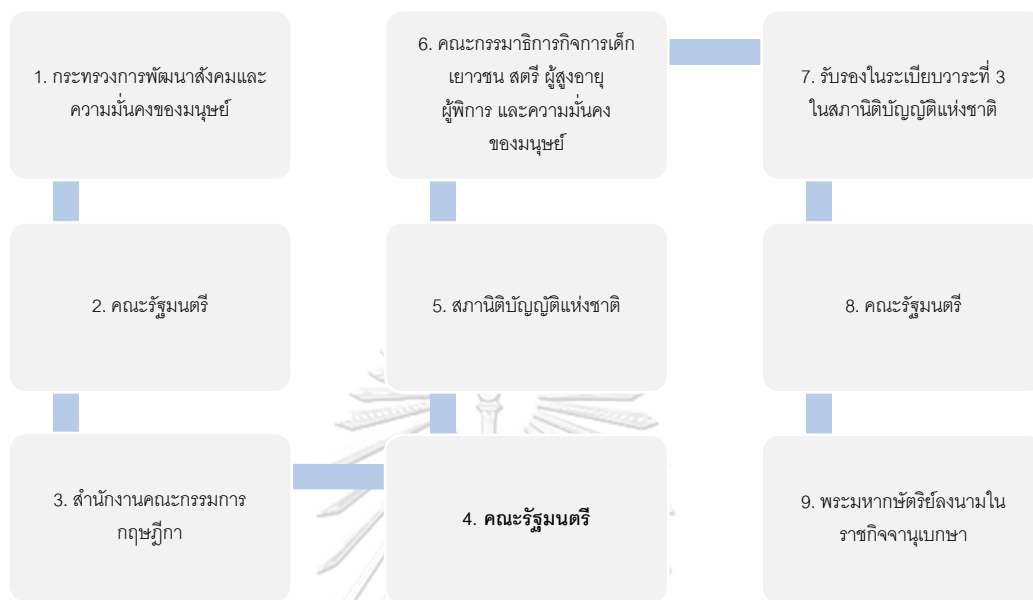 1. กระทรวงการพัฒนาสังคมและ
ความมั่นคงของมนุษย์
2. คณะรัฐมนตรี
3. สำนักงานคณะกรรมการ
กฤษฎีกา
4. คณะรัฐมนตรี
5. สภานิติบัญญัติแห่งชาติ
6. คณะกรรมาธิการกิจการเด็ก
เยาวชน สตรี ผู้สูงอายุ
ผู้พิการ และความมั่นคง
ของมนุษย์
7. รับรองในระเบียบวาระที่ 3
ในสภานิติบัญญัติแห่งชาติ
8. คณะรัฐมนตรี
9. พระมหากษัตริย์ลงนามใน
ราชกิจจานุเบกษา